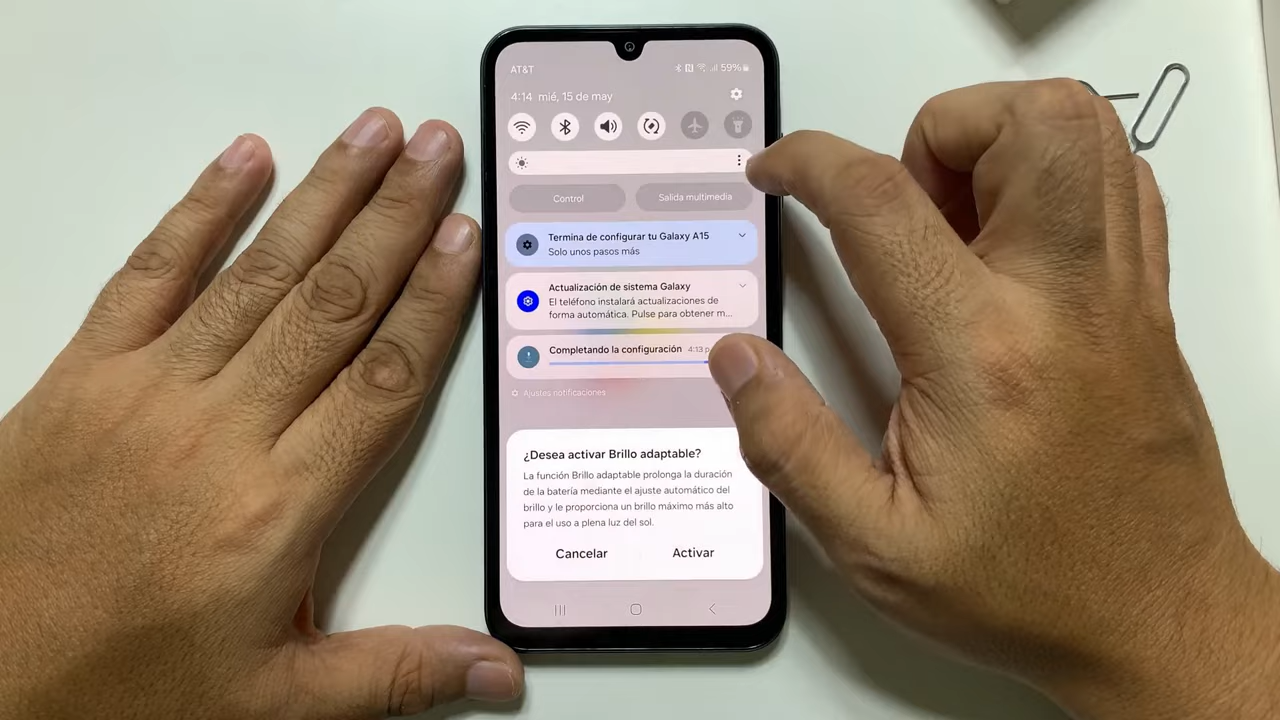 AT&T
59%
4:14 mié, 15 de may
Control
Salida multimedia
Termina de configurar tu Galaxy A15
Solo unos pasos más
Actualización de sistema Galaxy
El teléfono instalará actualizaciones de
forma automática. Pulse para obtener m...
Completando la configuración 4:13 p
Ajustes notificaciones
¿Desea activar Brillo adaptable?
La función Brillo adaptable prolonga la duración
de la batería mediante el ajuste automático del
brillo y le proporciona un brillo máximo más alto
para el uso a plena luz del sol.
Cancelar
Activar